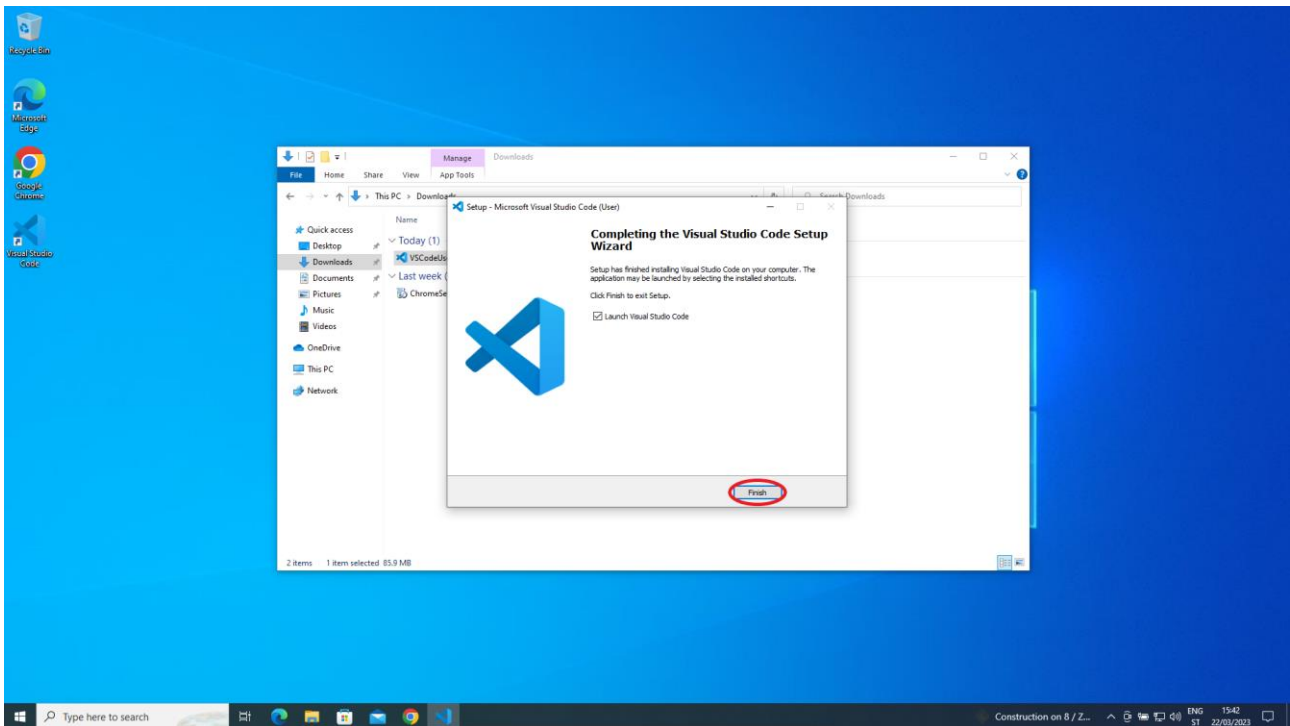 Recycle Bin
Microsoft
Edge
Google
Chrome
Visual Studio
Code
Manage
Downloads
File
Home
Share
View
App Tools
This PC
Downloads
Search Downloads
Name
Quick access
Desktop
Downloads
Documents
Pictures
Music
Videos
OneDrive
This PC
Network
Today (1)
VSCodeUs
Last week (
ChromeSe
Setup - Microsoft Visual Studio Code (User)
Completing the Visual Studio Code Setup
Wizard
Setup has finished installing Visual Studio Code on your computer. The
application may be launched by selecting the installed shortcuts.
Click Finish to exit Setup.
Launch Visual Studio Code
Finish
2 items
1 item selected 85.9 MB
Type here to search
Construction on 8 / Z...
ENG
ST
15:42
22/03/2023